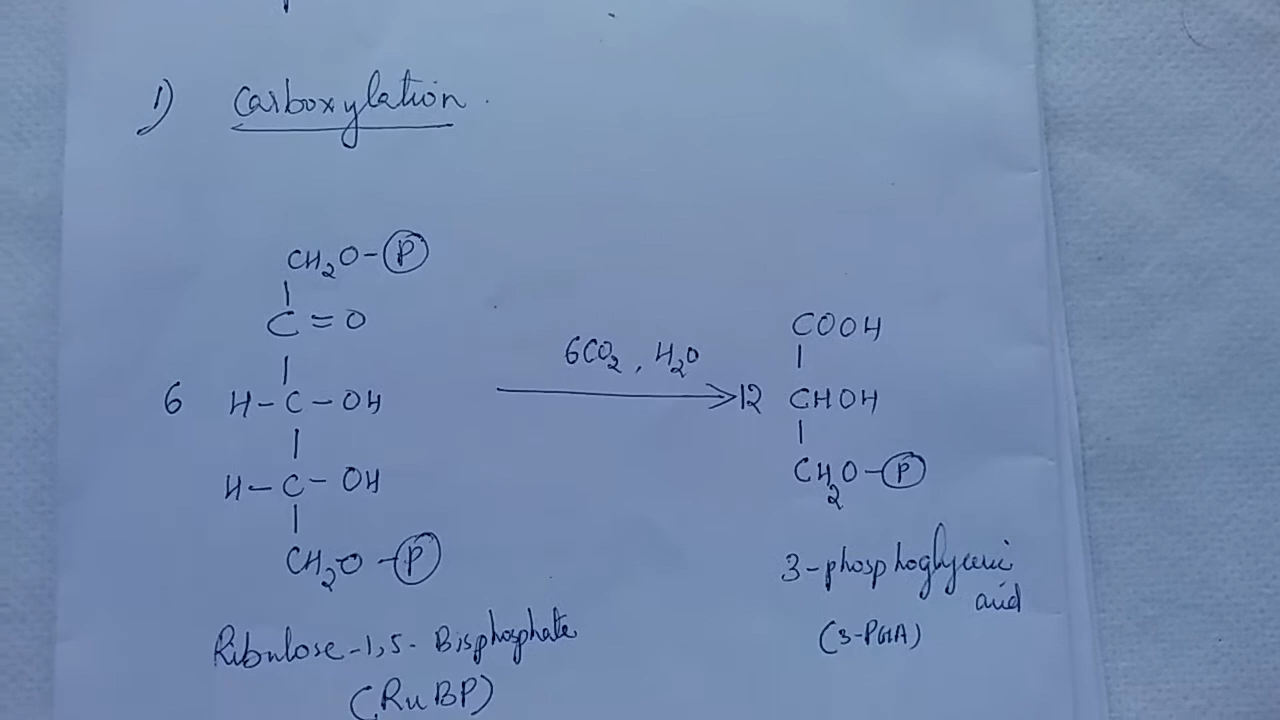 1) Carboxylation.
CH2O-(P)
|
C=O
|
6 H-C-OH
|
H-C-OH
|
CH2O-(P)
Ribulose-1,5-Bisphosphate
(RuBP)
6CO2, H2O
12
COOH
|
CHOH
|
CH2O-(P)
3-phosphoglyceric
acid
(3-PGA)